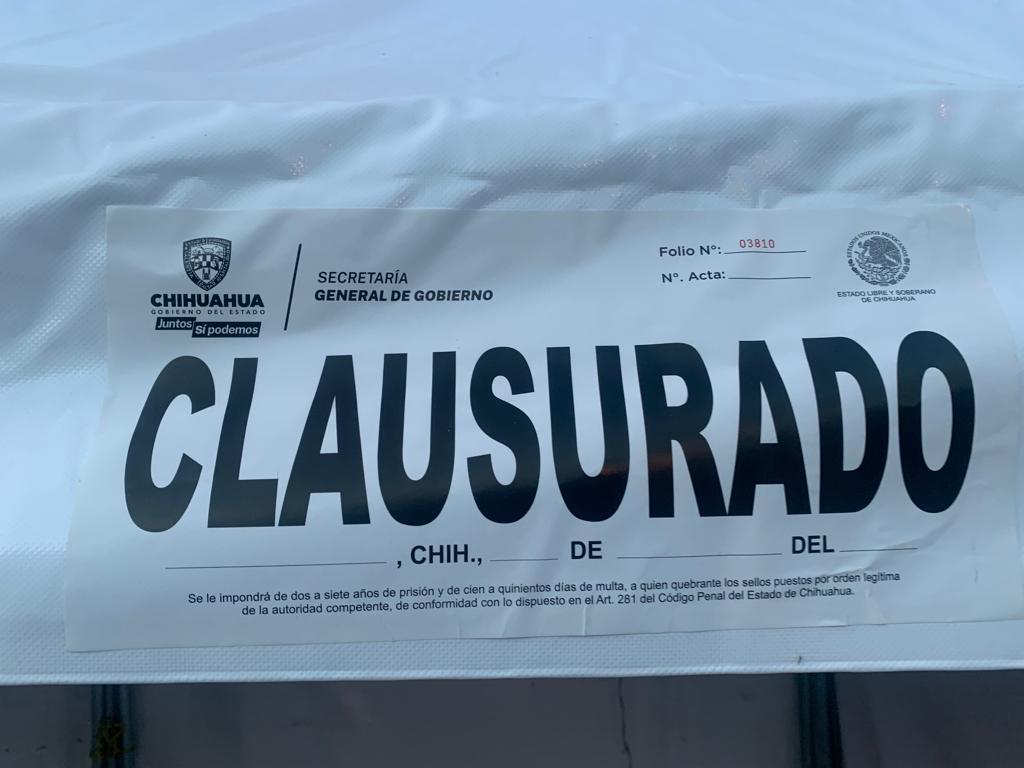 CHIHUAHUA
GOBIERNO DEL ESTADO
Juntos Sí podemos
SECRETARÍA
GENERAL DE GOBIERNO
Folio Nº: 03810
Nº. Acta:
ESTADOS UNIDOS MEXICANOS
ESTADO LIBRE Y SOBERANO
DE CHIHUAHUA
CLAUSURADO
, CHIH., DE DEL
Se le impondrá de dos a siete años de prisión y de cien a quinientos días de multa, a quien quebrante los sellos puestos por orden legítima
de la autoridad competente, de conformidad con lo dispuesto en el Art. 281 del Código Penal del Estado de Chihuahua.